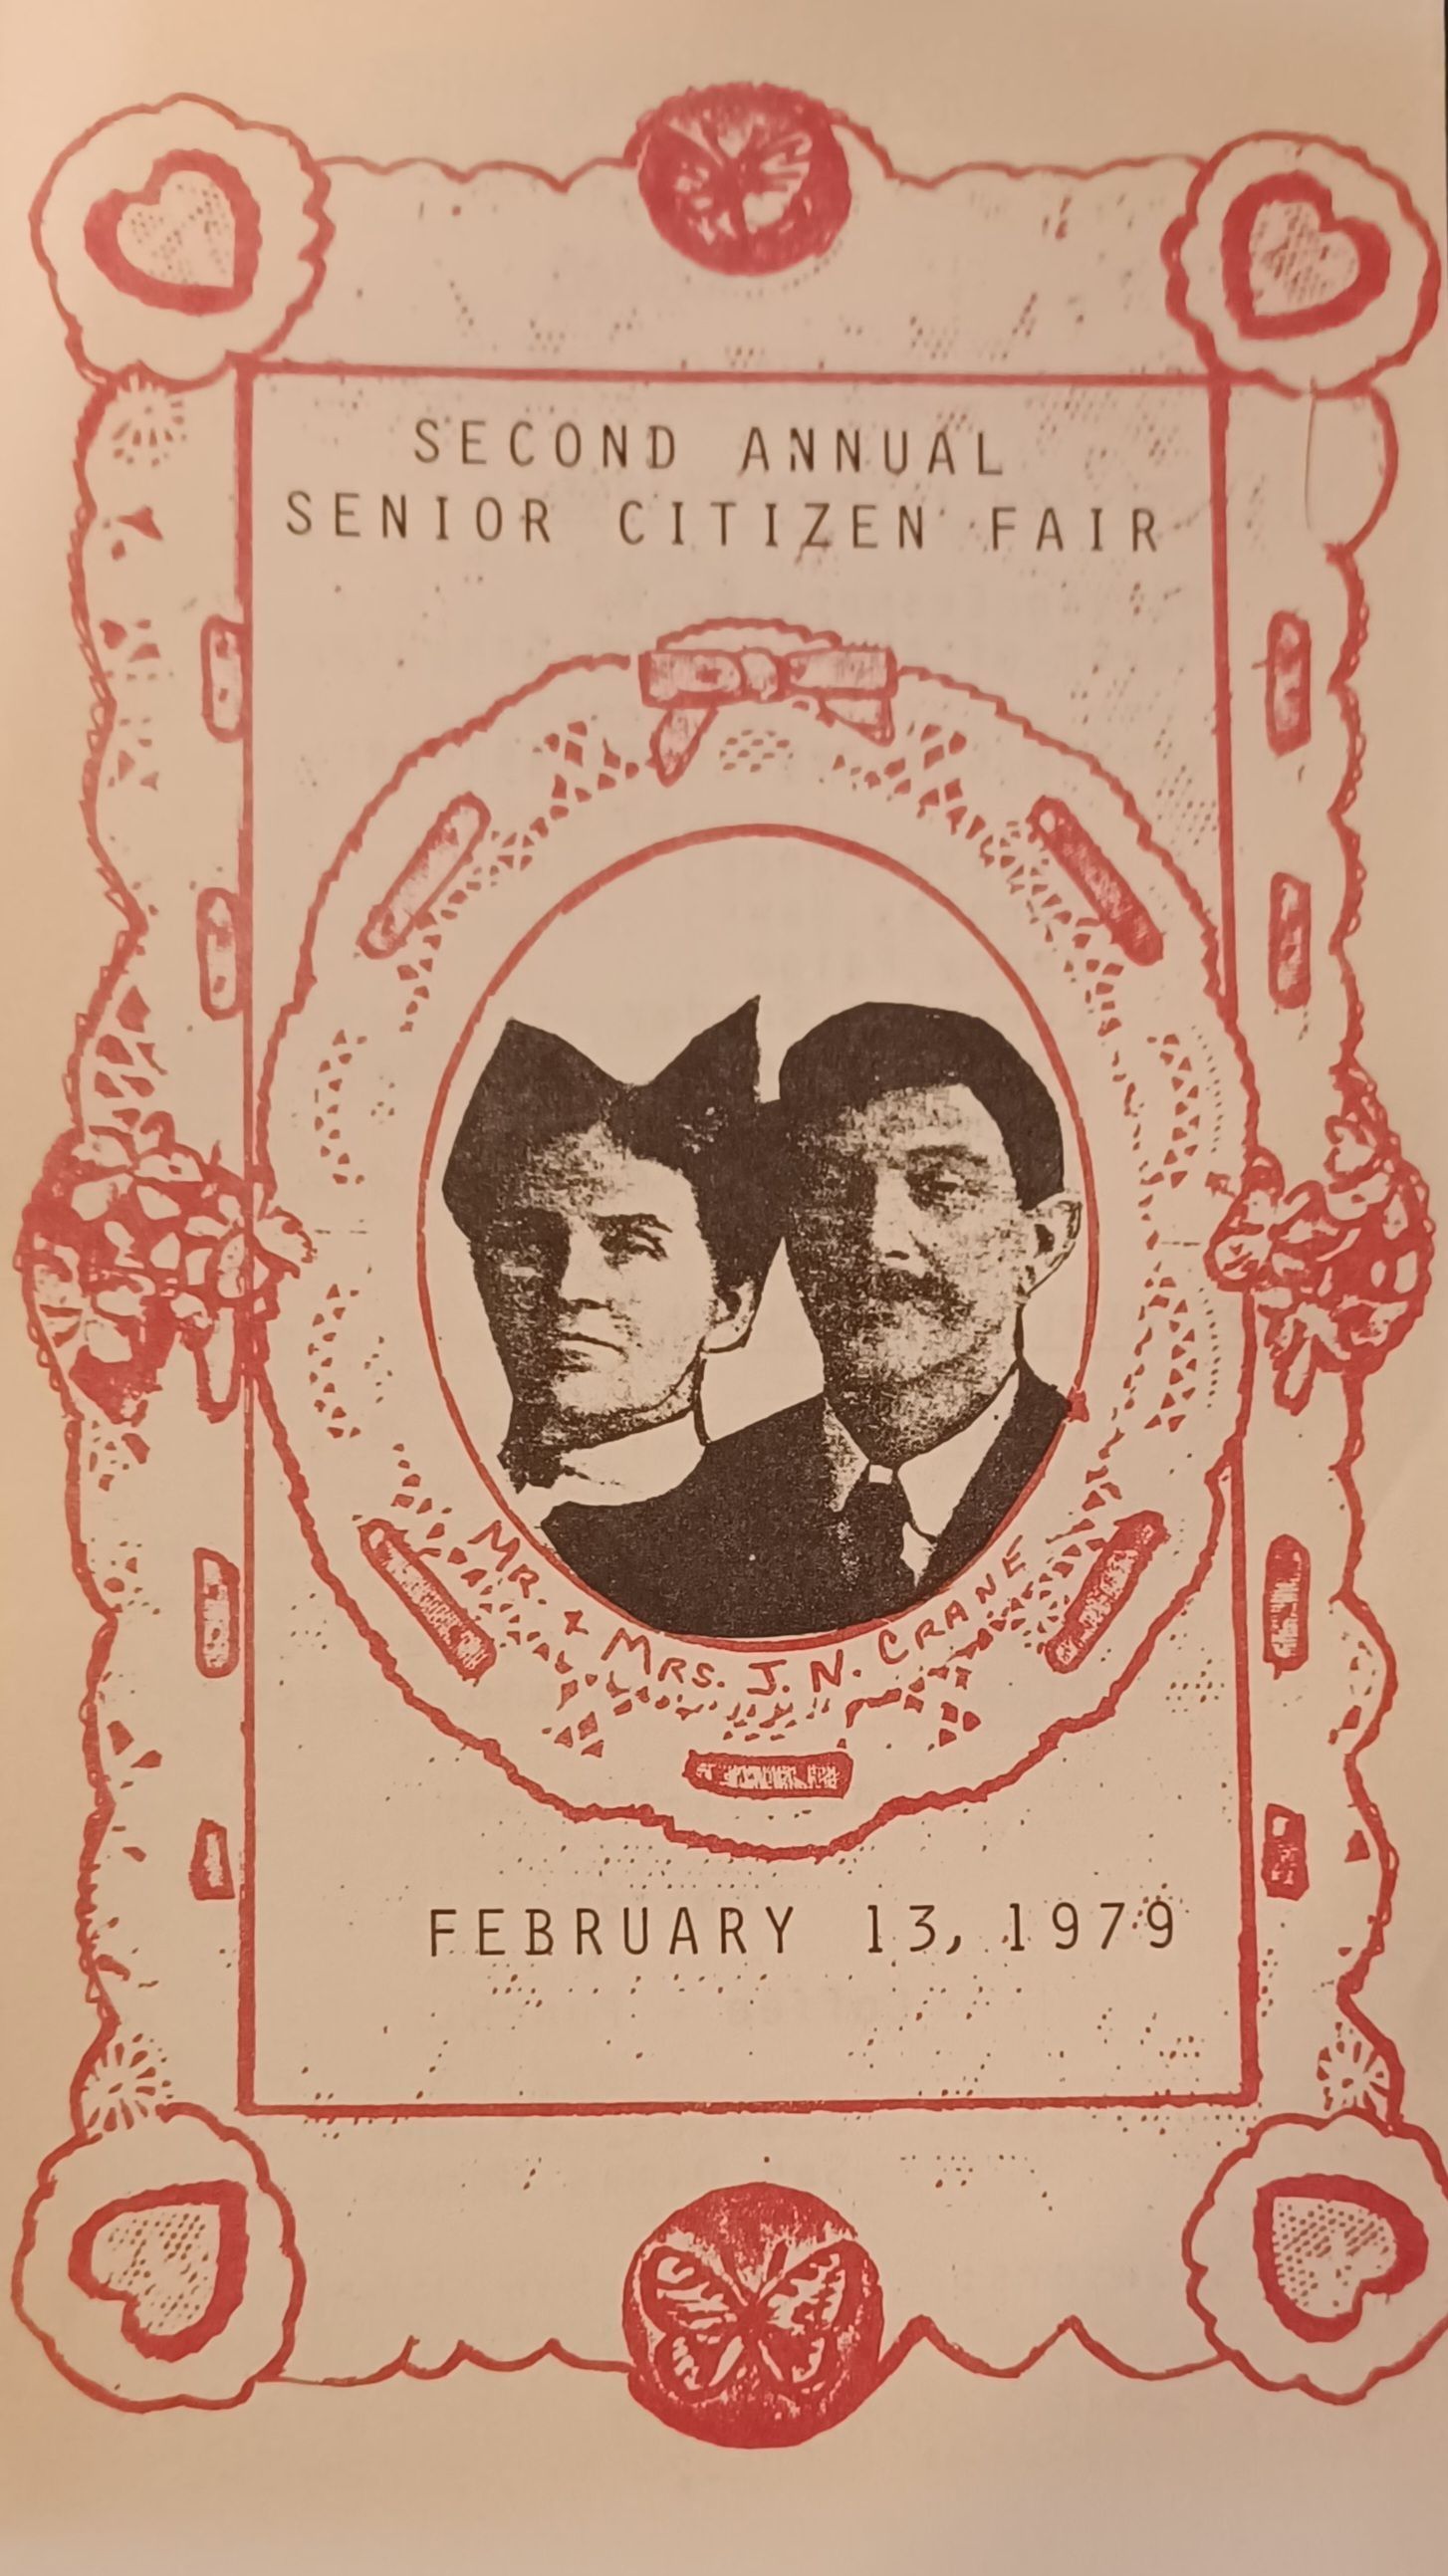 SECOND ANNUAL
SENIOR CITIZEN FAIR
MR. & MRS. J. N. CRANE
FEBRUARY 13, 1979